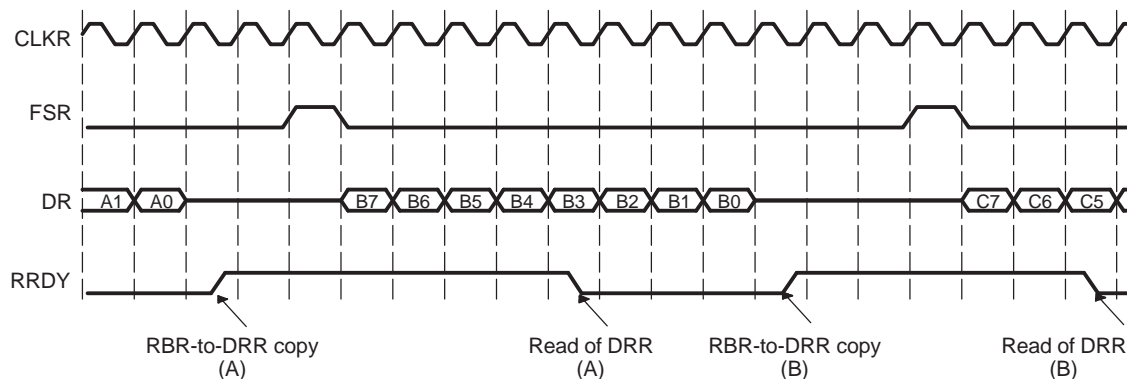 CLKR
FSR
DR A1 A0 B7 B6 B5 B4 B3 B2 B1 B0 C7 C6 C5
RRDY
RBR-to-DRR copy Read of DRR RBR-to-DRR copy Read of DRR
(A) (A) (B) (B)